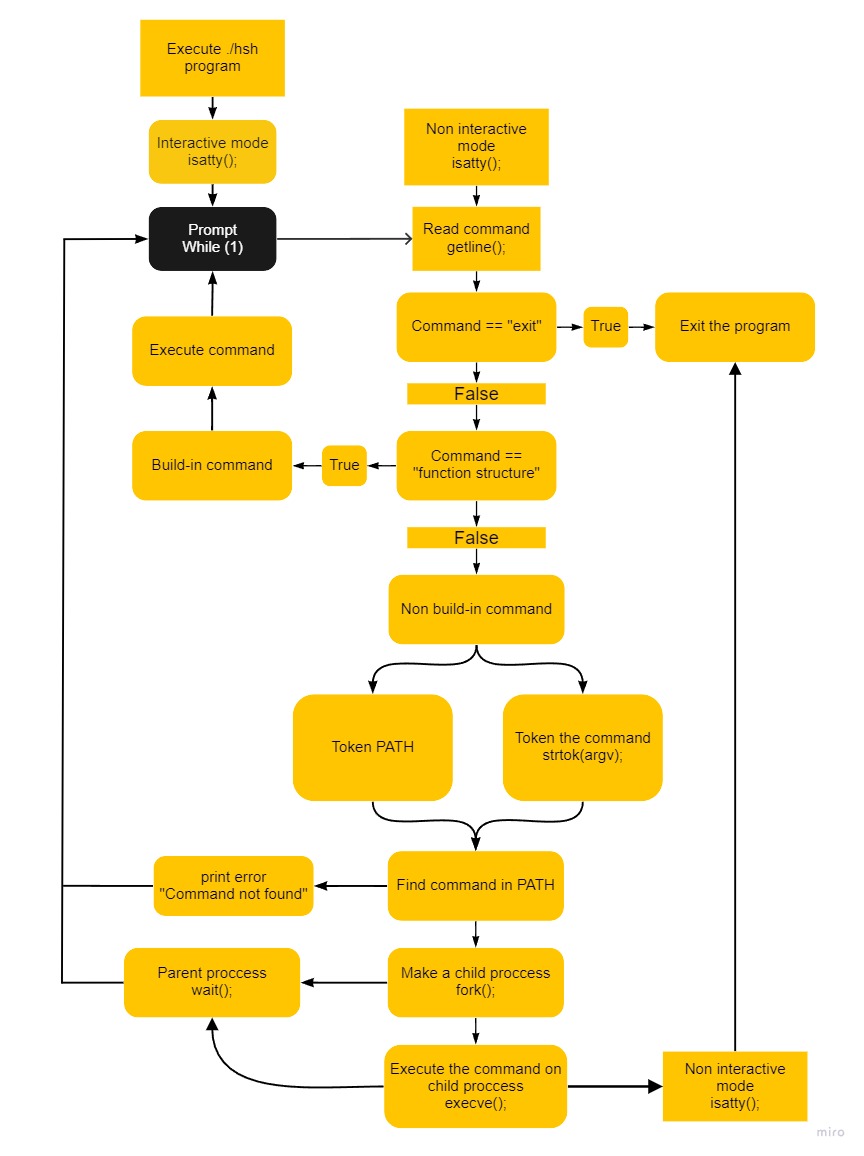 Execute ./hsh
program
Interactive mode
isatty();
Non interactive
mode
isatty();
Prompt
While (1)
Read command
getline();
Execute command
Command == "exit"
True
Exit the program
False
Build-in command
True
Command ==
"function structure"
False
Non build-in command
Token PATH
Token the command
strtok(argv);
print error
"Command not found"
Find command in PATH
Parent proccess
wait();
Make a child proccess
fork();
Execute the command on
child proccess
execve();
Non interactive
mode
isatty();
miro